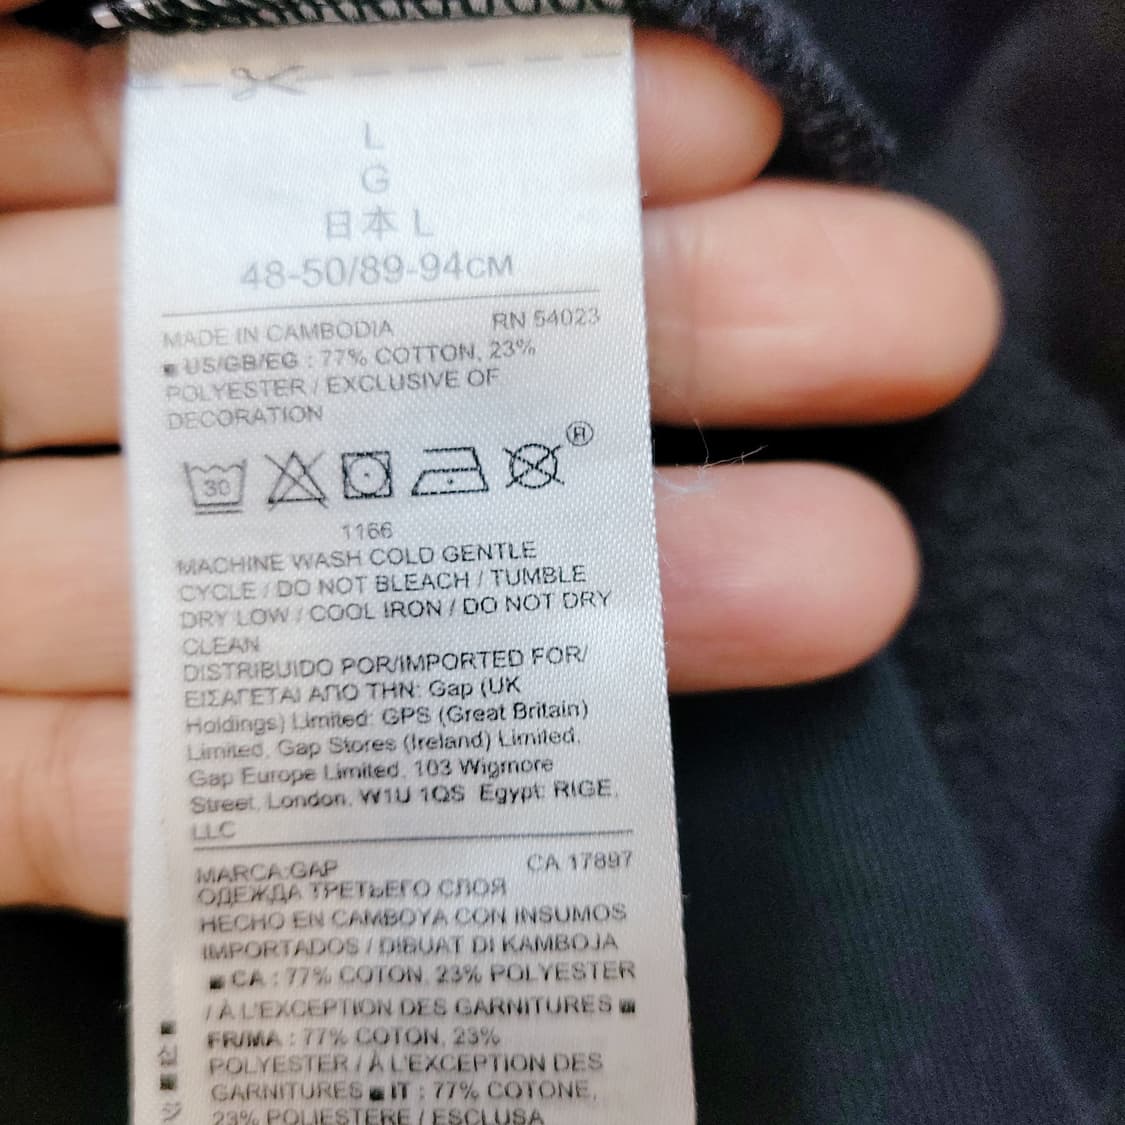 L
G
日本 L
48-50/89-94CM
MADE IN CAMBODIA RN 54023
■ US/GB/EG : 77% COTTON, 23%
POLYESTER / EXCLUSIVE OF
DECORATION
30
®
1166
MACHINE WASH COLD GENTLE
CYCLE / DO NOT BLEACH / TUMBLE
DRY LOW / COOL IRON / DO NOT DRY
CLEAN
DISTRIBUIDO POR/IMPORTED FOR/
ΕΙΣΑΓΕΤΑΙ ΑΠΟ ΤΗΝ: Gap (UK
Holdings) Limited: GPS (Great Britain)
Limited, Gap Stores (Ireland) Limited,
Gap Europe Limited, 103 Wigmore
Street, London, W1U 1QS Egypt: RIGE,
LLC
MARCA:GAP CA 17897
ОДЕЖДА ТРЕТЬЕГО СЛОЯ
HECHO EN CAMBOYA CON INSUMOS
IMPORTADOS / DIBUAT DI KAMBOJA
■ CA : 77% COTON, 23% POLYESTER
/ À L'EXCEPTION DES GARNITURES ■
FR/MA : 77% COTON, 23%
POLYESTER / À L'EXCEPTION DES
GARNITURES ■ IT : 77% COTONE,
23% POLIESTERE / ESCLUSA